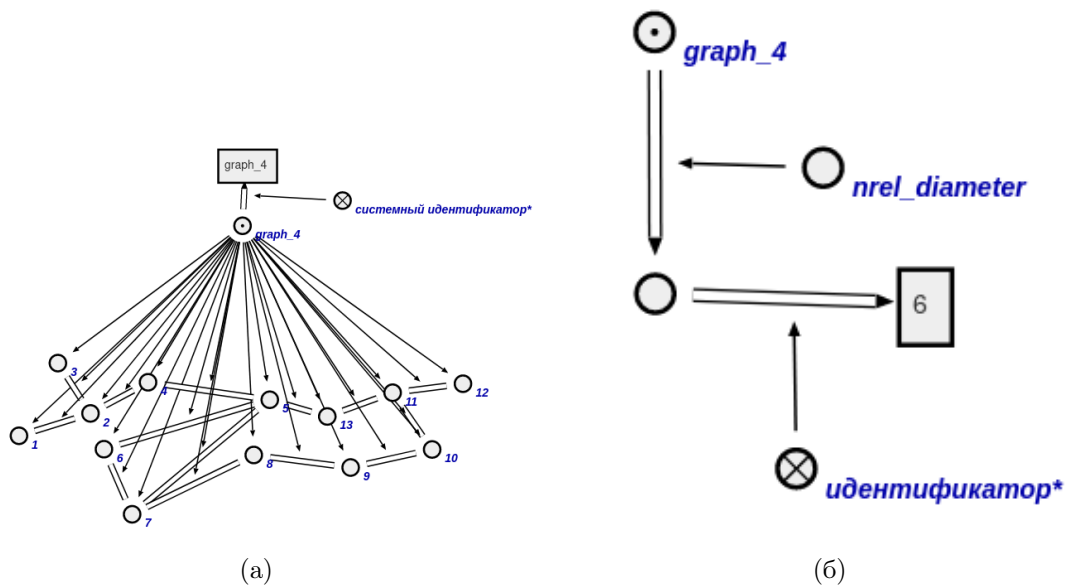 graph_4
системный идентификатор*
graph_4
3
4
12
11
5
13
2
1
6
8
10
9
7
(а)
graph_4
nrel_diameter
6
идентификатор*
(б)